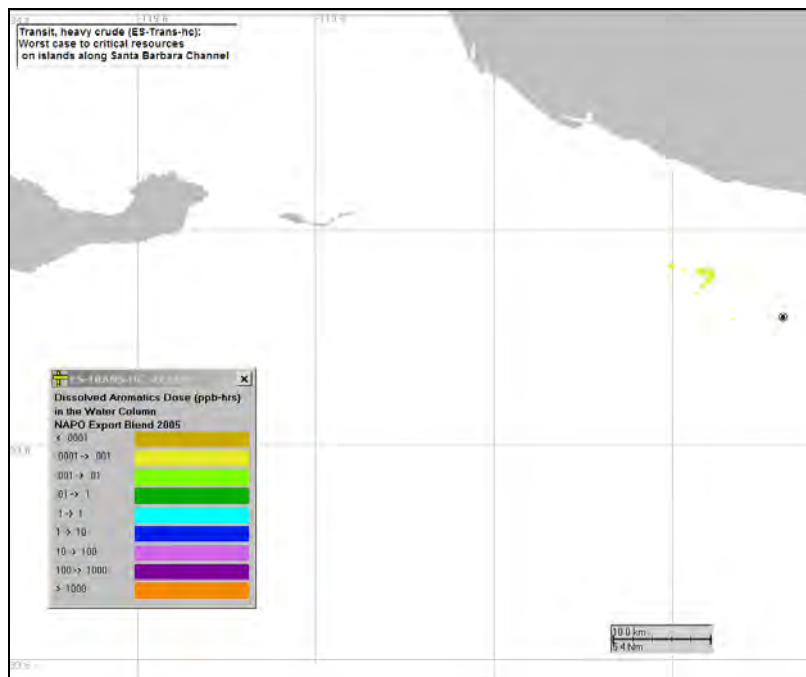 Transit, heavy crude (ES-Trans-hc):
Worst case to critical resources
on islands along Santa Barbara Channel
Dissolved Aromatics Dose (ppb-hrs)
in the Water Column
NAPO Export Blend 2005
< .0001
.0001-> .001
.001-> .01
.01-> .1
.1-> 1
1-> 10
10-> 100
100-> 1000
> 1000
10.0 km
5.4 Nm